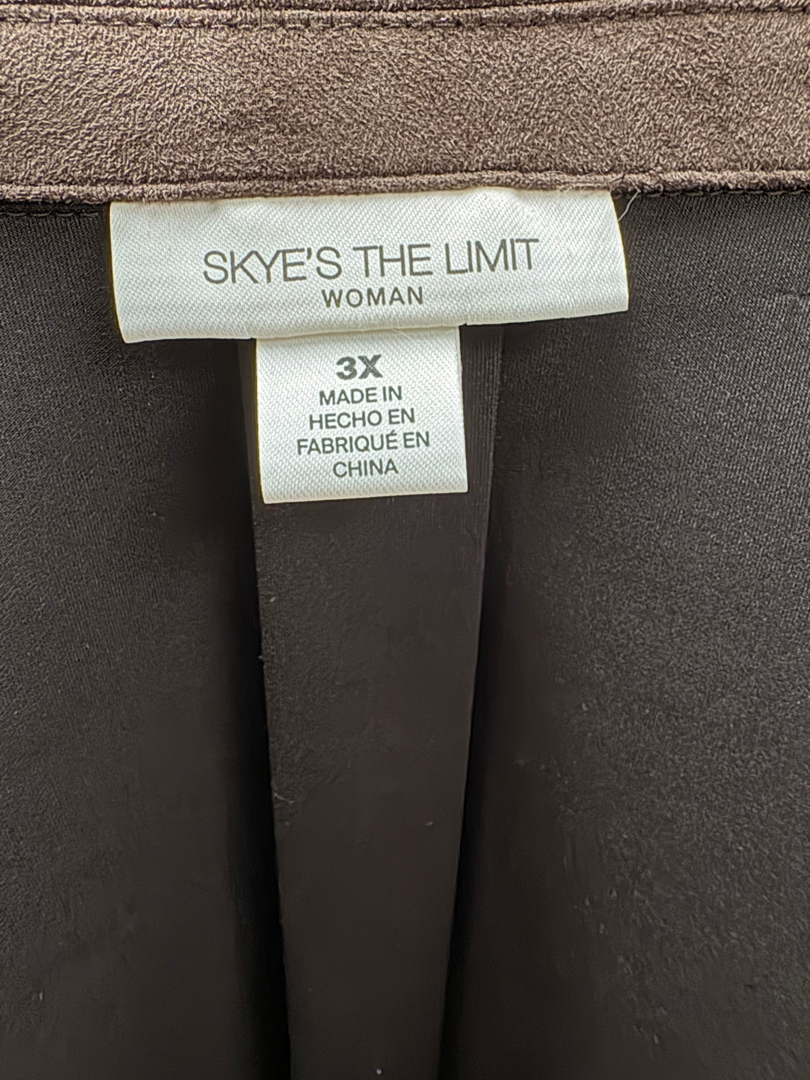 SKYE'S THE LIMIT
WOMAN
3X
MADE IN
HECHO EN
FABRIQUÉ EN
CHINA